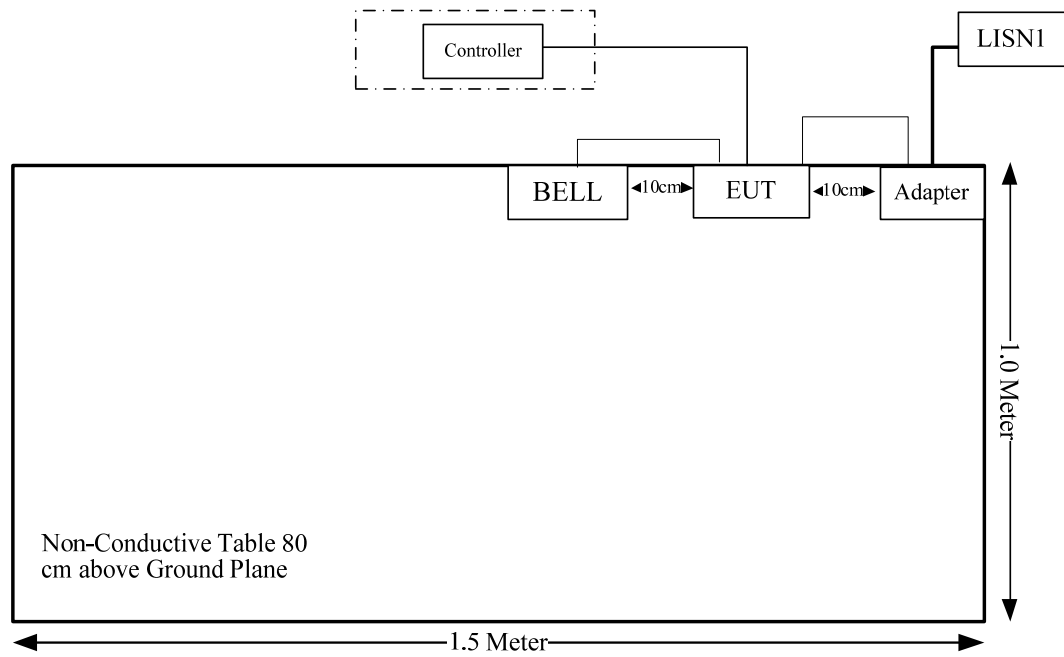 Controller
LISN1
BELL
10cm
EUT
10cm
Adapter
1.0 Meter
Non-Conductive Table 80
cm above Ground Plane
1.5 Meter